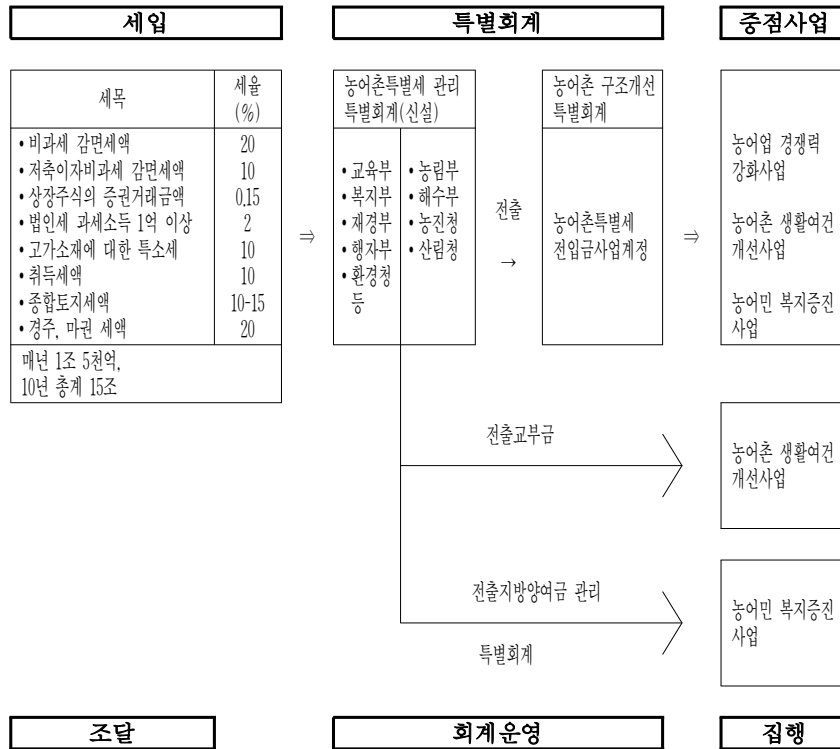 세입
특별회계
중점사업
세목
세율
(%)
• 비과세 감면세액 20
• 저축이자비과세 감면세액 10
• 상장주식의 증권거래금액 0.15
• 법인세 과세소득 1억 이상 2
• 고가소재에 대한 특소세 10
• 취득세액 10
• 종합토지세액 10-15
• 경주, 마권 세액 20
매년 1조 5천억,
10년 총계 15조
⇒
농어촌특별세 관리
특별회계(신설)
• 교육부
• 복지부
• 재경부
• 행자부
• 환경청
등
• 농림부
• 해수부
• 농진청
• 산림청
전출
→
농어촌 구조개선
특별회계
농어촌특별세
전입금사업계정
⇒
농어업 경쟁력
강화사업
농어촌 생활여건
개선사업
농어민 복지증진
사업
전출교부금
농어촌 생활여건
개선사업
전출지방양여금 관리
특별회계
농어민 복지증진
사업
조달
회계운영
집행